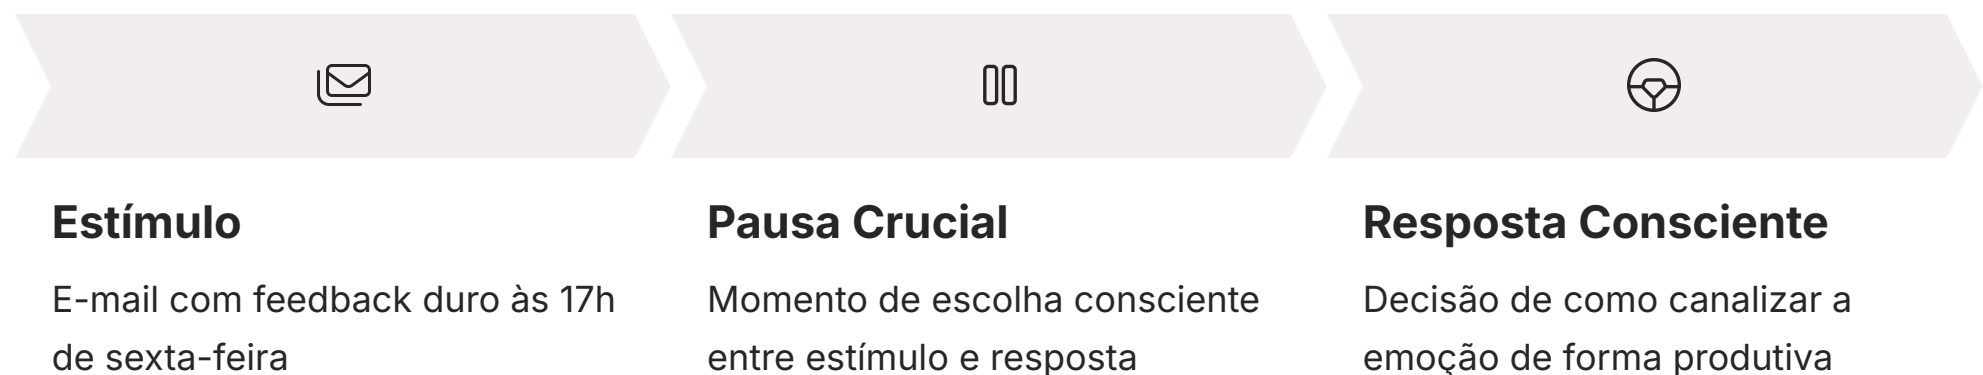 Estímulo
E-mail com feedback duro às 17h
de sexta-feira
Pausa Crucial
Momento de escolha consciente
entre estímulo e resposta
Resposta Consciente
Decisão de como canalizar a
emoção de forma produtiva